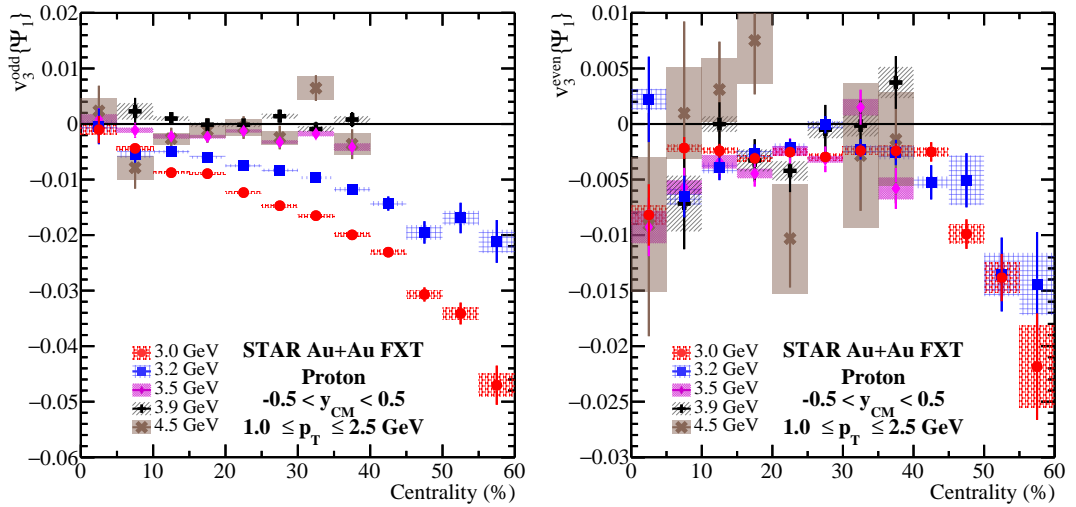 v₃ᵒᵈᵈ{Ψ₁}
0.02
0.01
0
−0.01
−0.02
−0.03
−0.04
−0.05
−0.06
3.0 GeV
3.2 GeV
3.5 GeV
3.9 GeV
4.5 GeV
STAR Au+Au FXT
Proton
-0.5 < y_CM < 0.5
1.0 ≤ p_T ≤ 2.5 GeV
0 10 20 30 40 50 60
Centrality (%)
v₃ᵉᵛᵉⁿ{Ψ₁}
0.01
0.005
0
−0.005
−0.01
−0.015
−0.02
−0.025
−0.03
3.0 GeV
3.2 GeV
3.5 GeV
3.9 GeV
4.5 GeV
STAR Au+Au FXT
Proton
-0.5 < y_CM < 0.5
1.0 ≤ p_T ≤ 2.5 GeV
0 10 20 30 40 50 60
Centrality (%)